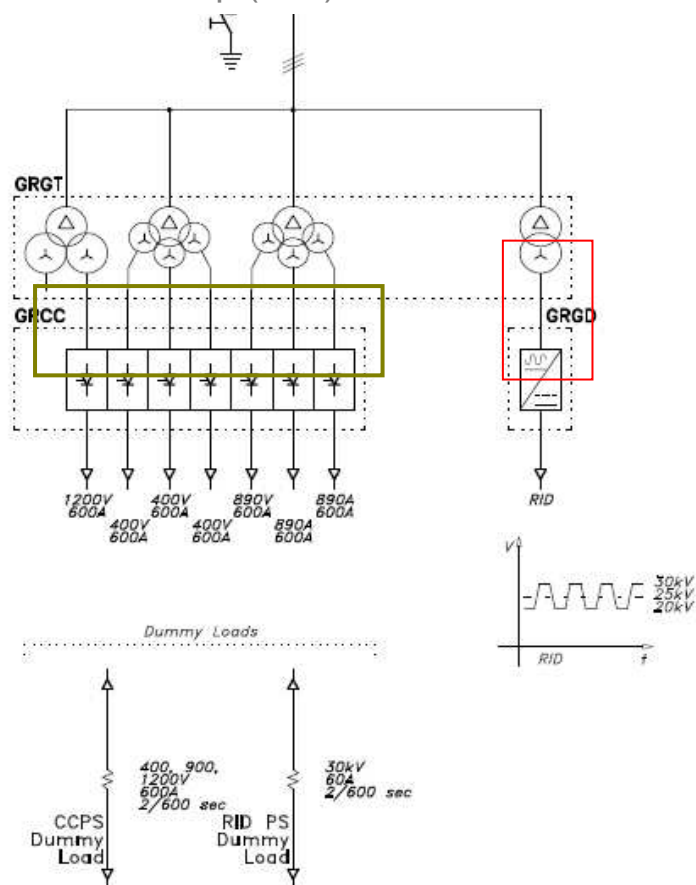 GRGT
GRCC
GRGD
1200V
600A
400V
600A
400V
600A
400V
600A
890V
600A
890A
600A
890A
600A
RID
V
30kV
25kV
20kV
RID
t
Dummy Loads
400, 900,
1200V
600A
2/600 sec
30kV
60A
2/600 sec
CCPS
Dummy
Load
RID PS
Dummy
Load